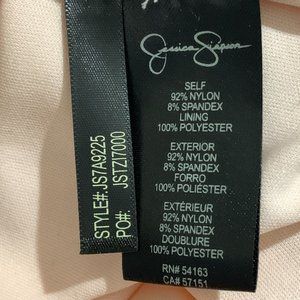 Jessica Simpson
SELF
92% NYLON
8% SPANDEX
LINING
100% POLYESTER
EXTERIOR
92% NYLON
8% SPANDEX
FORRO
100% POLIÉSTER
EXTÉRIEUR
92% NYLON
8% SPANDEX
DOUBLURE
100% POLYESTER
RN# 54163
CA# 57151
STYLE#: JS7A9225
PO#: JSTZI7000